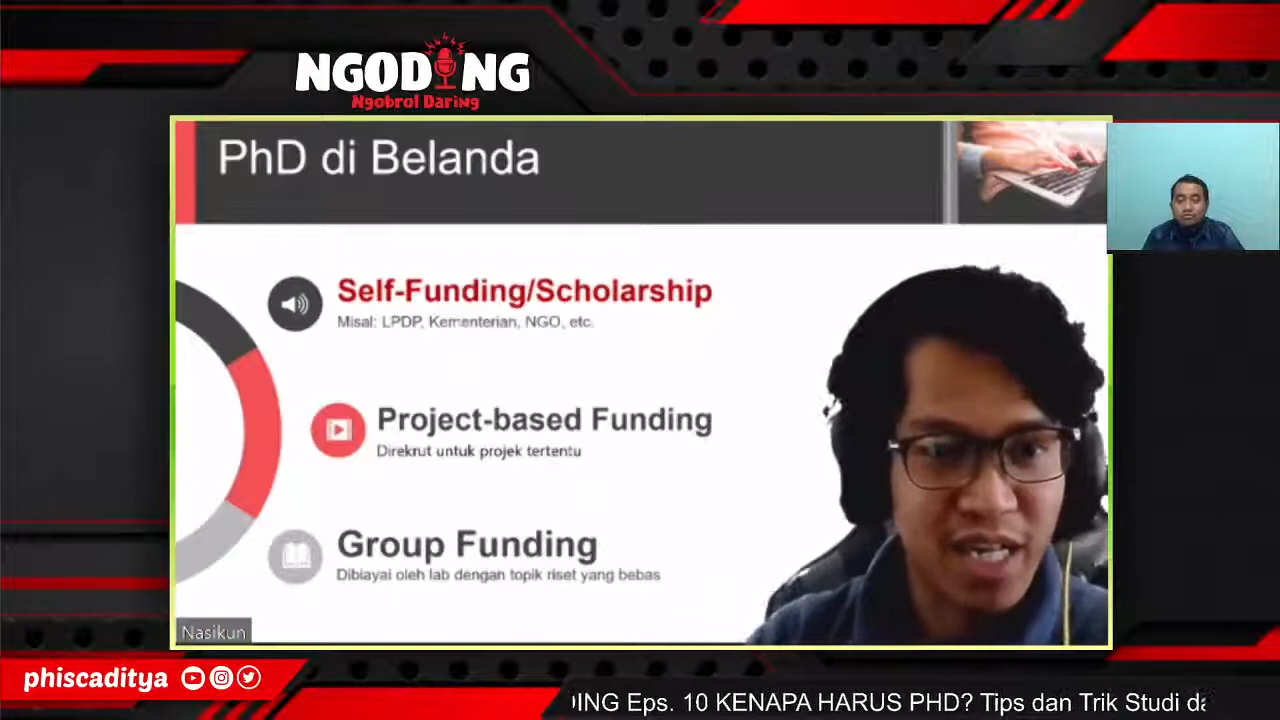 NGODING
Ngobrol Daring
PhD di Belanda
Self-Funding/Scholarship
Misal: LPDP, Kementerian, NGO, etc.
Project-based Funding
Direkrut untuk projek tertentu
Group Funding
Dibiayai oleh lab dengan topik riset yang bebas
Nasikun
phiscaditya
ING Eps. 10 KENAPA HARUS PHD? Tips dan Trik Studi da